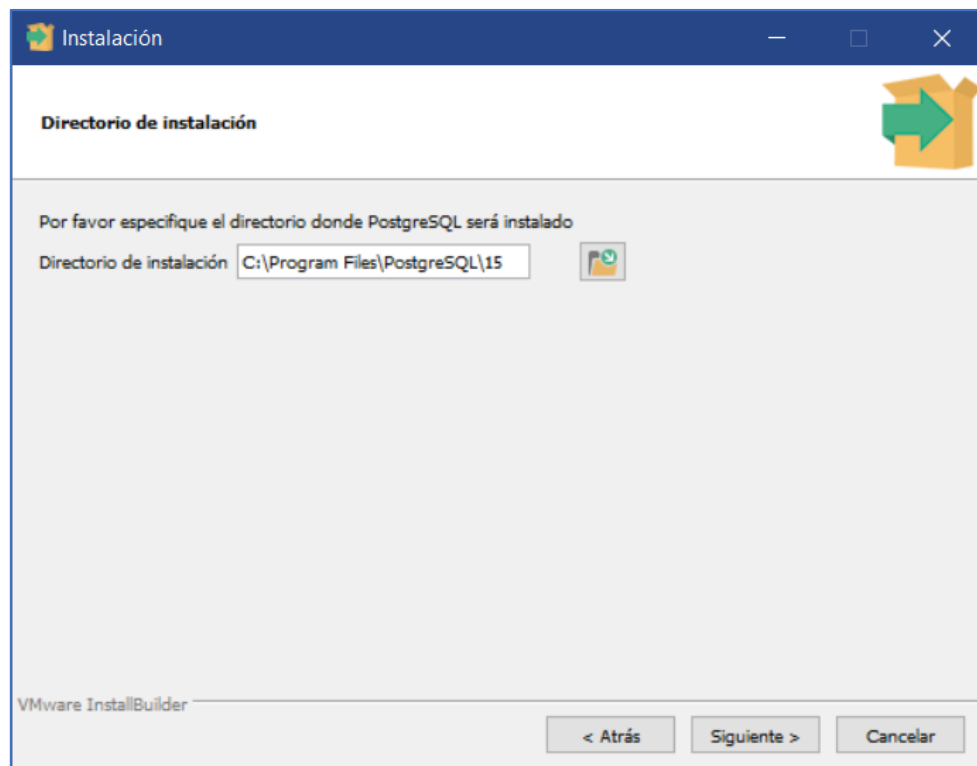 Instalación
Directorio de instalación
Por favor especifique el directorio donde PostgreSQL será instalado
Directorio de instalación C:\Program Files\PostgreSQL\15
VMware InstallBuilder
< Atrás Siguiente > Cancelar